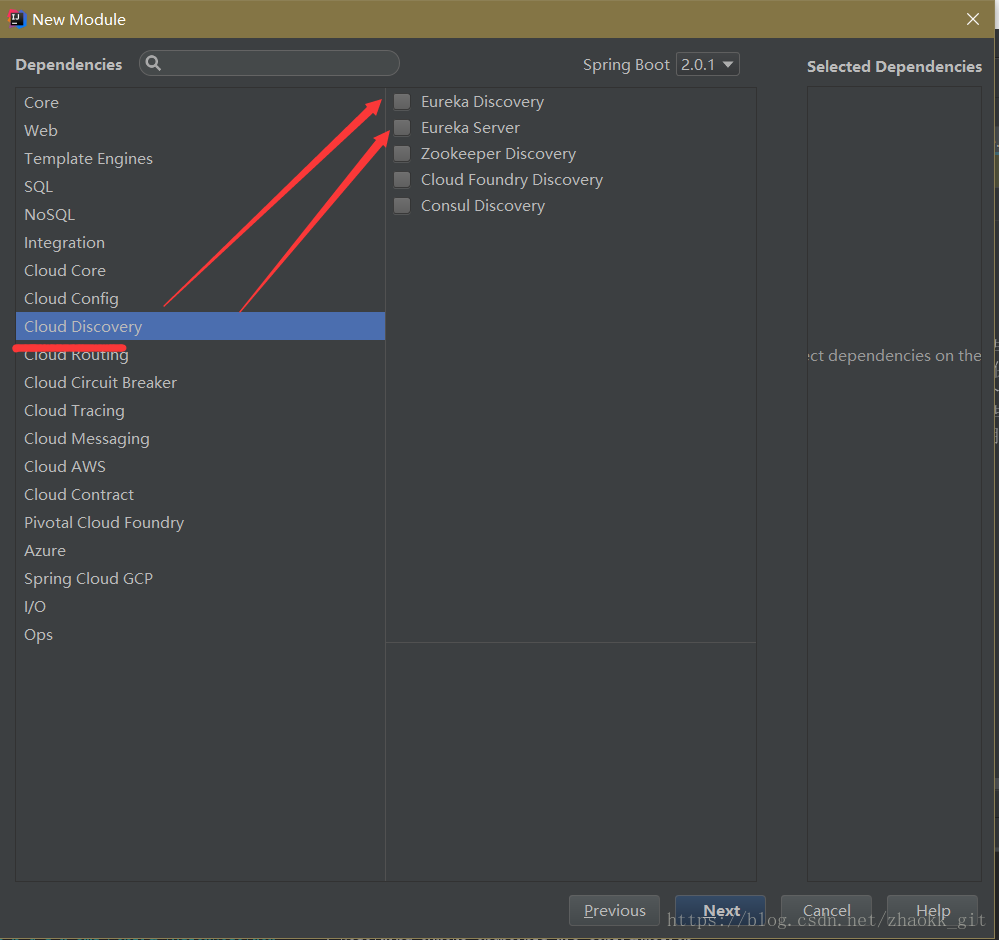 New Module
Dependencies
Spring Boot 2.0.1
Selected Dependencies
Core
Web
Template Engines
SQL
NoSQL
Integration
Cloud Core
Cloud Config
Cloud Discovery
Cloud Routing
Cloud Circuit Breaker
Cloud Tracing
Cloud Messaging
Cloud AWS
Cloud Contract
Pivotal Cloud Foundry
Azure
Spring Cloud GCP
I/O
Ops
Eureka Discovery
Eureka Server
Zookeeper Discovery
Cloud Foundry Discovery
Consul Discovery
ect dependencies on the
Previous
Next
Cancel
Help
https://blog.csdn.net/zhaokk_git